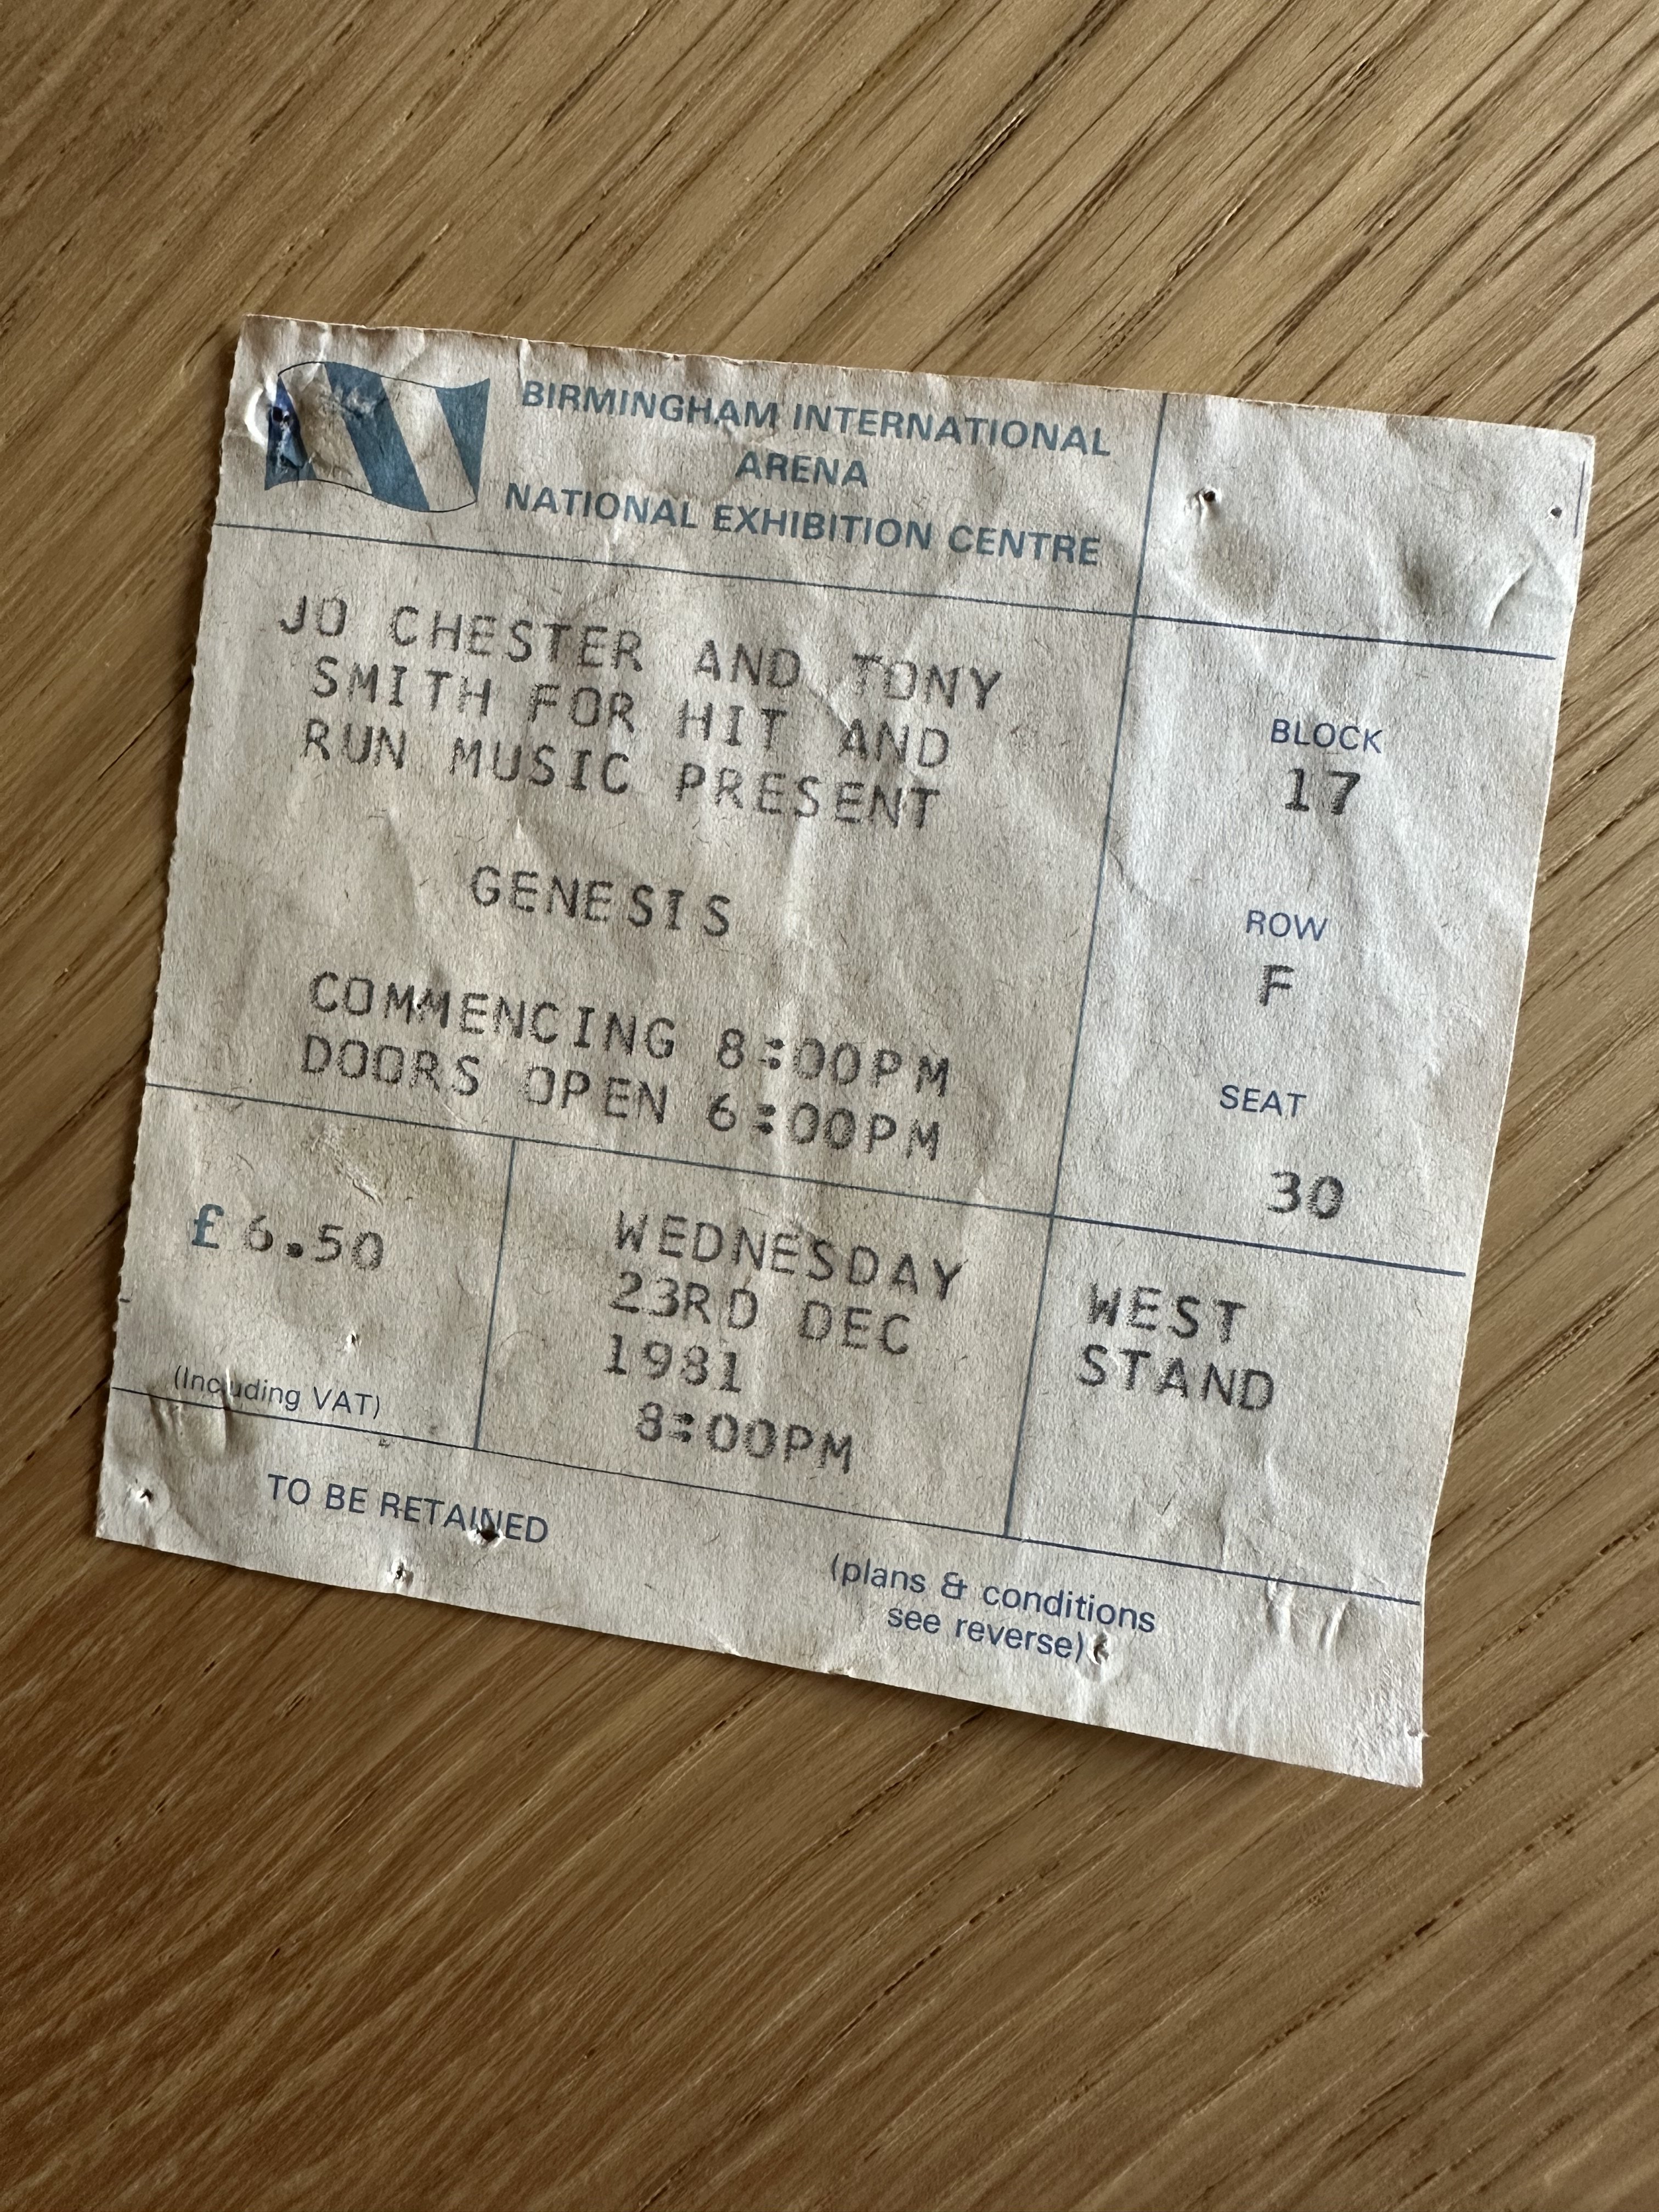 BIRMINGHAM INTERNATIONAL
ARENA
NATIONAL EXHIBITION CENTRE
JO CHESTER AND TONY
SMITH FOR HIT AND
RUN MUSIC PRESENT
GENESIS
COMMENCING 8:00PM
DOORS OPEN 6:00PM
BLOCK
17
ROW
F
SEAT
30
£6.50
(Including VAT)
WEDNESDAY
23RD DEC
1981
8:00PM
WEST
STAND
TO BE RETAINED
(plans & conditions
see reverse)